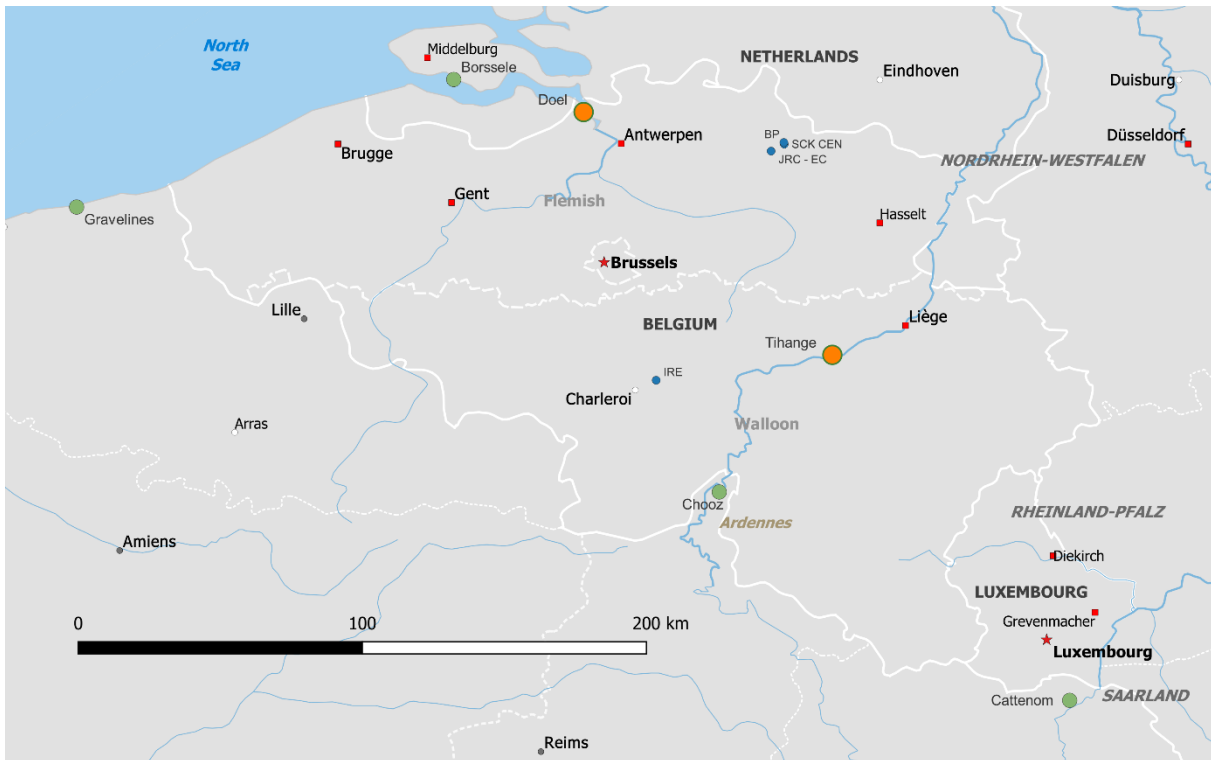 North
Sea
Middelburg
Borssele
NETHERLANDS
Eindhoven
Duisburg
Doel
Antwerpen
BP
SCK CEN
JRC - EC
Düsseldorf
Brugge
NORDRHEIN-WESTFALEN
Gent
Flemish
Gravelines
Hasselt
Brussels
Lille
BELGIUM
Liège
Tihange
IRE
Charleroi
Arras
Walloon
Chooz
Ardennes
RHEINLAND-PFALZ
Amiens
Diekirch
LUXEMBOURG
Grevenmacher
0 100 200 km
Luxembourg
Cattenom
SAARLAND
Reims